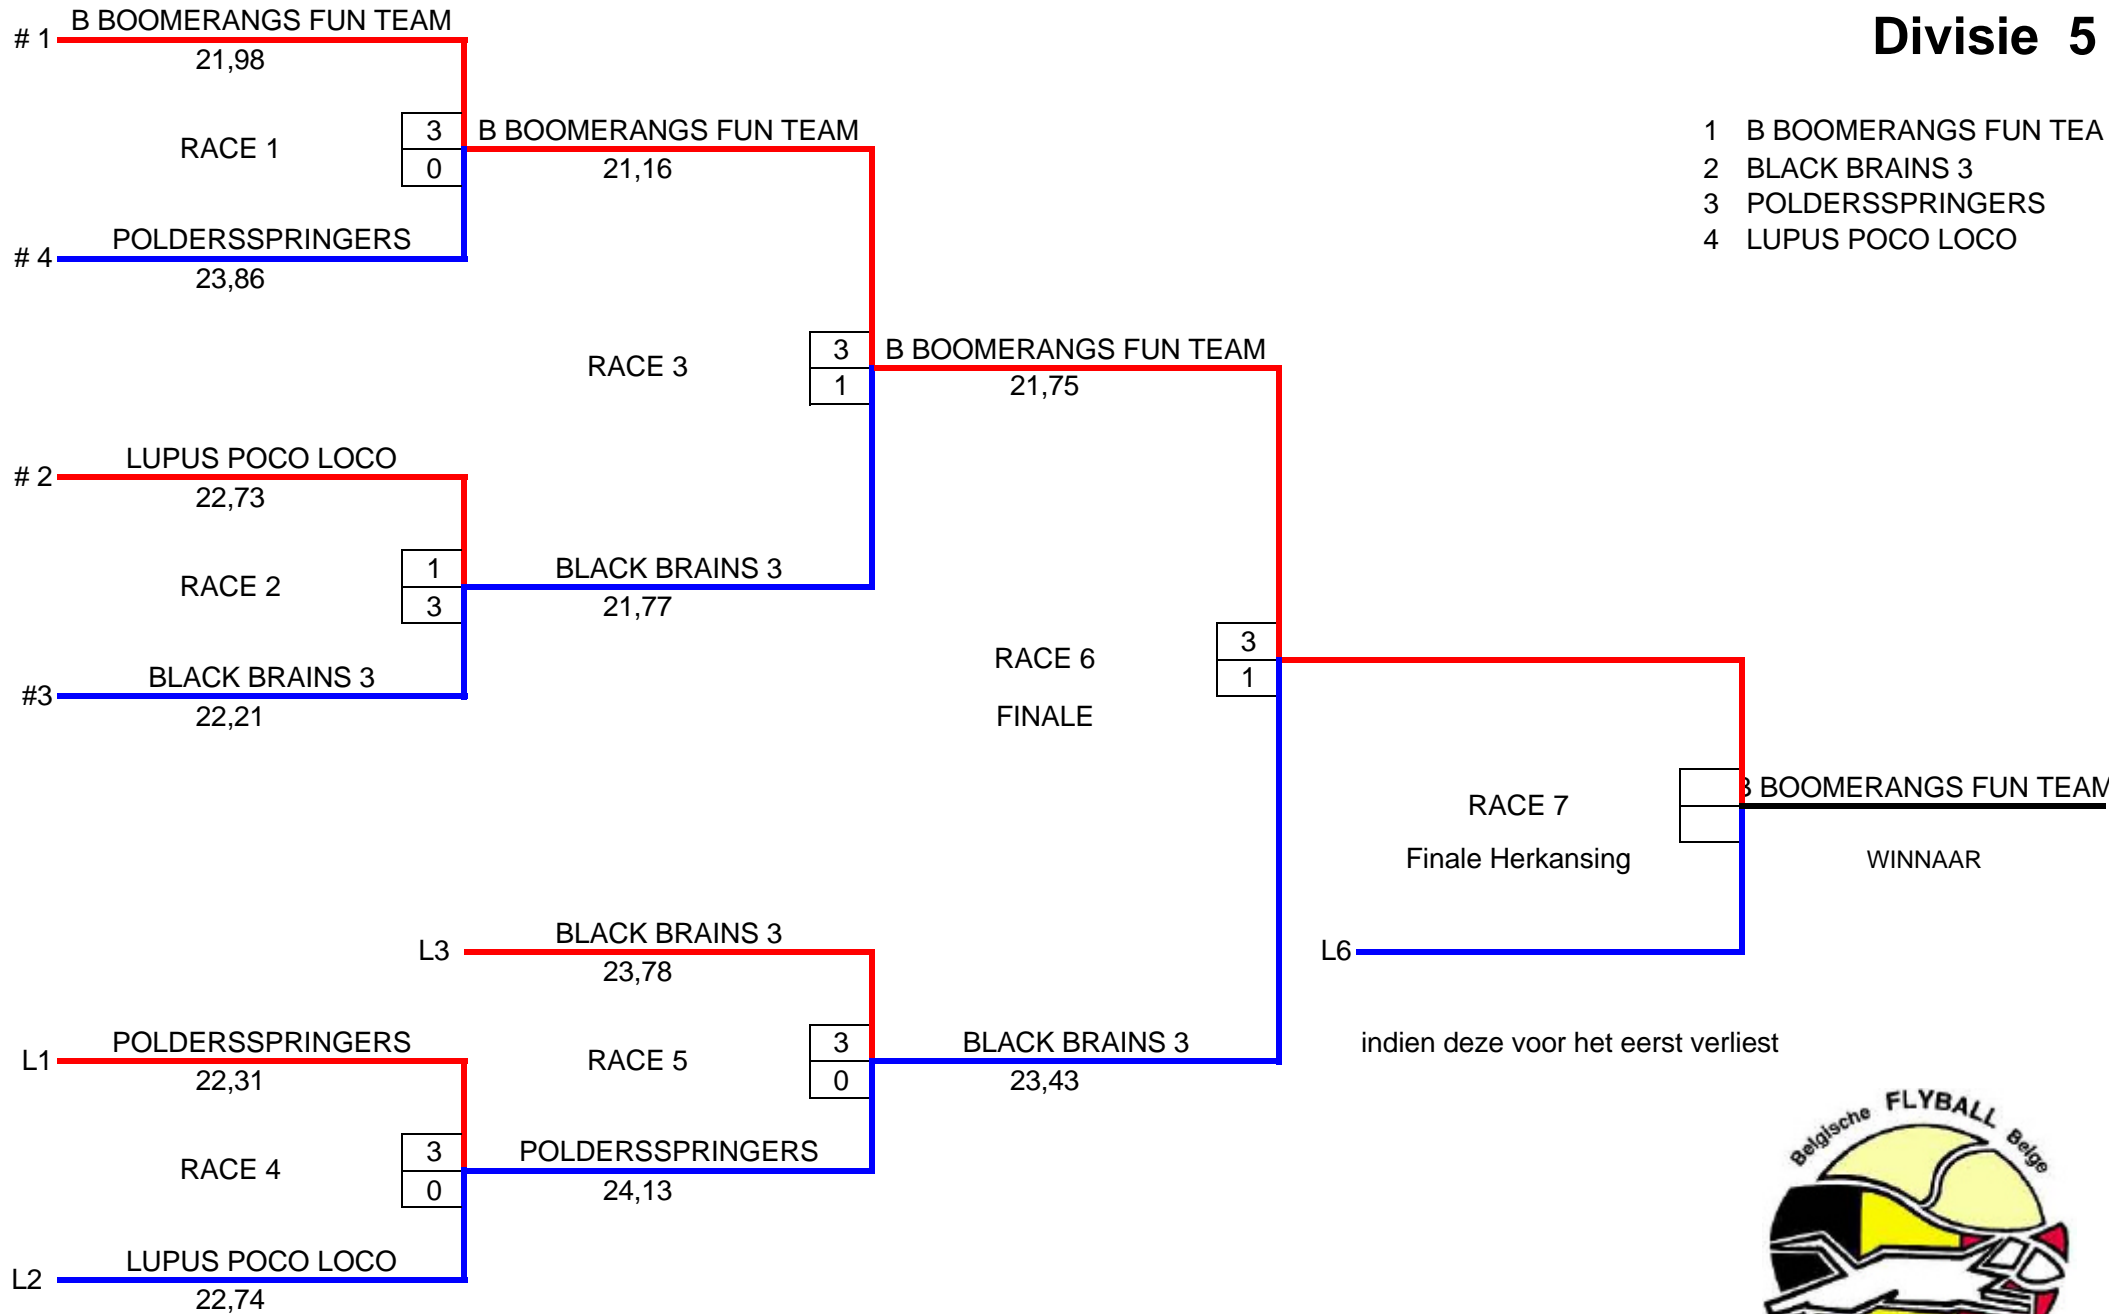 Divisie 5
1 B BOOMERANGS FUN TEA
2 BLACK BRAINS 3
3 POLDERSSPRINGERS
4 LUPUS POCO LOCO
# 1 B BOOMERANGS FUN TEAM
21,98
RACE 1
3
0
# 4 POLDERSSPRINGERS
23,86
B BOOMERANGS FUN TEAM
21,16
RACE 3
3
1
# 2 LUPUS POCO LOCO
22,73
RACE 2
1
3
#3 BLACK BRAINS 3
22,21
BLACK BRAINS 3
21,77
B BOOMERANGS FUN TEAM
21,75
RACE 6
FINALE
3
1
RACE 7
Finale Herkansing
B BOOMERANGS FUN TEAM
WINNAAR
L6
indien deze voor het eerst verliest
L3 BLACK BRAINS 3
23,78
RACE 5
3
0
BLACK BRAINS 3
23,43
L1 POLDERSSPRINGERS
22,31
RACE 4
3
0
POLDERSSPRINGERS
24,13
L2 LUPUS POCO LOCO
22,74
Belgische FLYBALL Belge